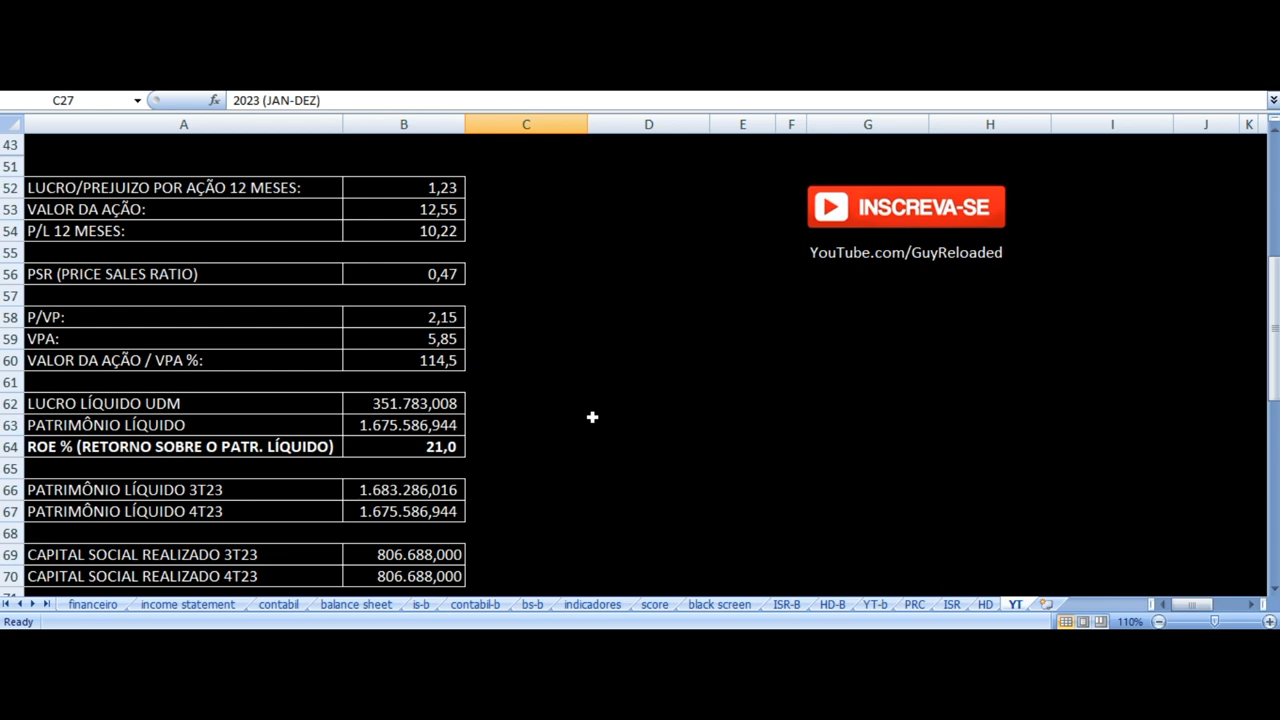 C27 fx 2023 (JAN-DEZ)
A B C D E F G H I J K
43
51
52 LUCRO/PREJUIZO POR AÇÃO 12 MESES: 1,23
53 VALOR DA AÇÃO: 12,55
54 P/L 12 MESES: 10,22
INSCREVA-SE
YouTube.com/GuyReloaded
55
56 PSR (PRICE SALES RATIO) 0,47
57
58 P/VP: 2,15
59 VPA: 5,85
60 VALOR DA AÇÃO / VPA %: 114,5
61
62 LUCRO LÍQUIDO UDM 351.783,008
63 PATRIMÔNIO LÍQUIDO 1.675.586,944
64 ROE % (RETORNO SOBRE O PATR. LÍQUIDO) 21,0
65
66 PATRIMÔNIO LÍQUIDO 3T23 1.683.286,016
67 PATRIMÔNIO LÍQUIDO 4T23 1.675.586,944
68
69 CAPITAL SOCIAL REALIZADO 3T23 806.688,000
70 CAPITAL SOCIAL REALIZADO 4T23 806.688,000
financeiro income statement contabil balance sheet is-b contabil-b bs-b indicadores score black screen ISR-B HD-B YT-b PRC ISR HD YT
Ready 110%